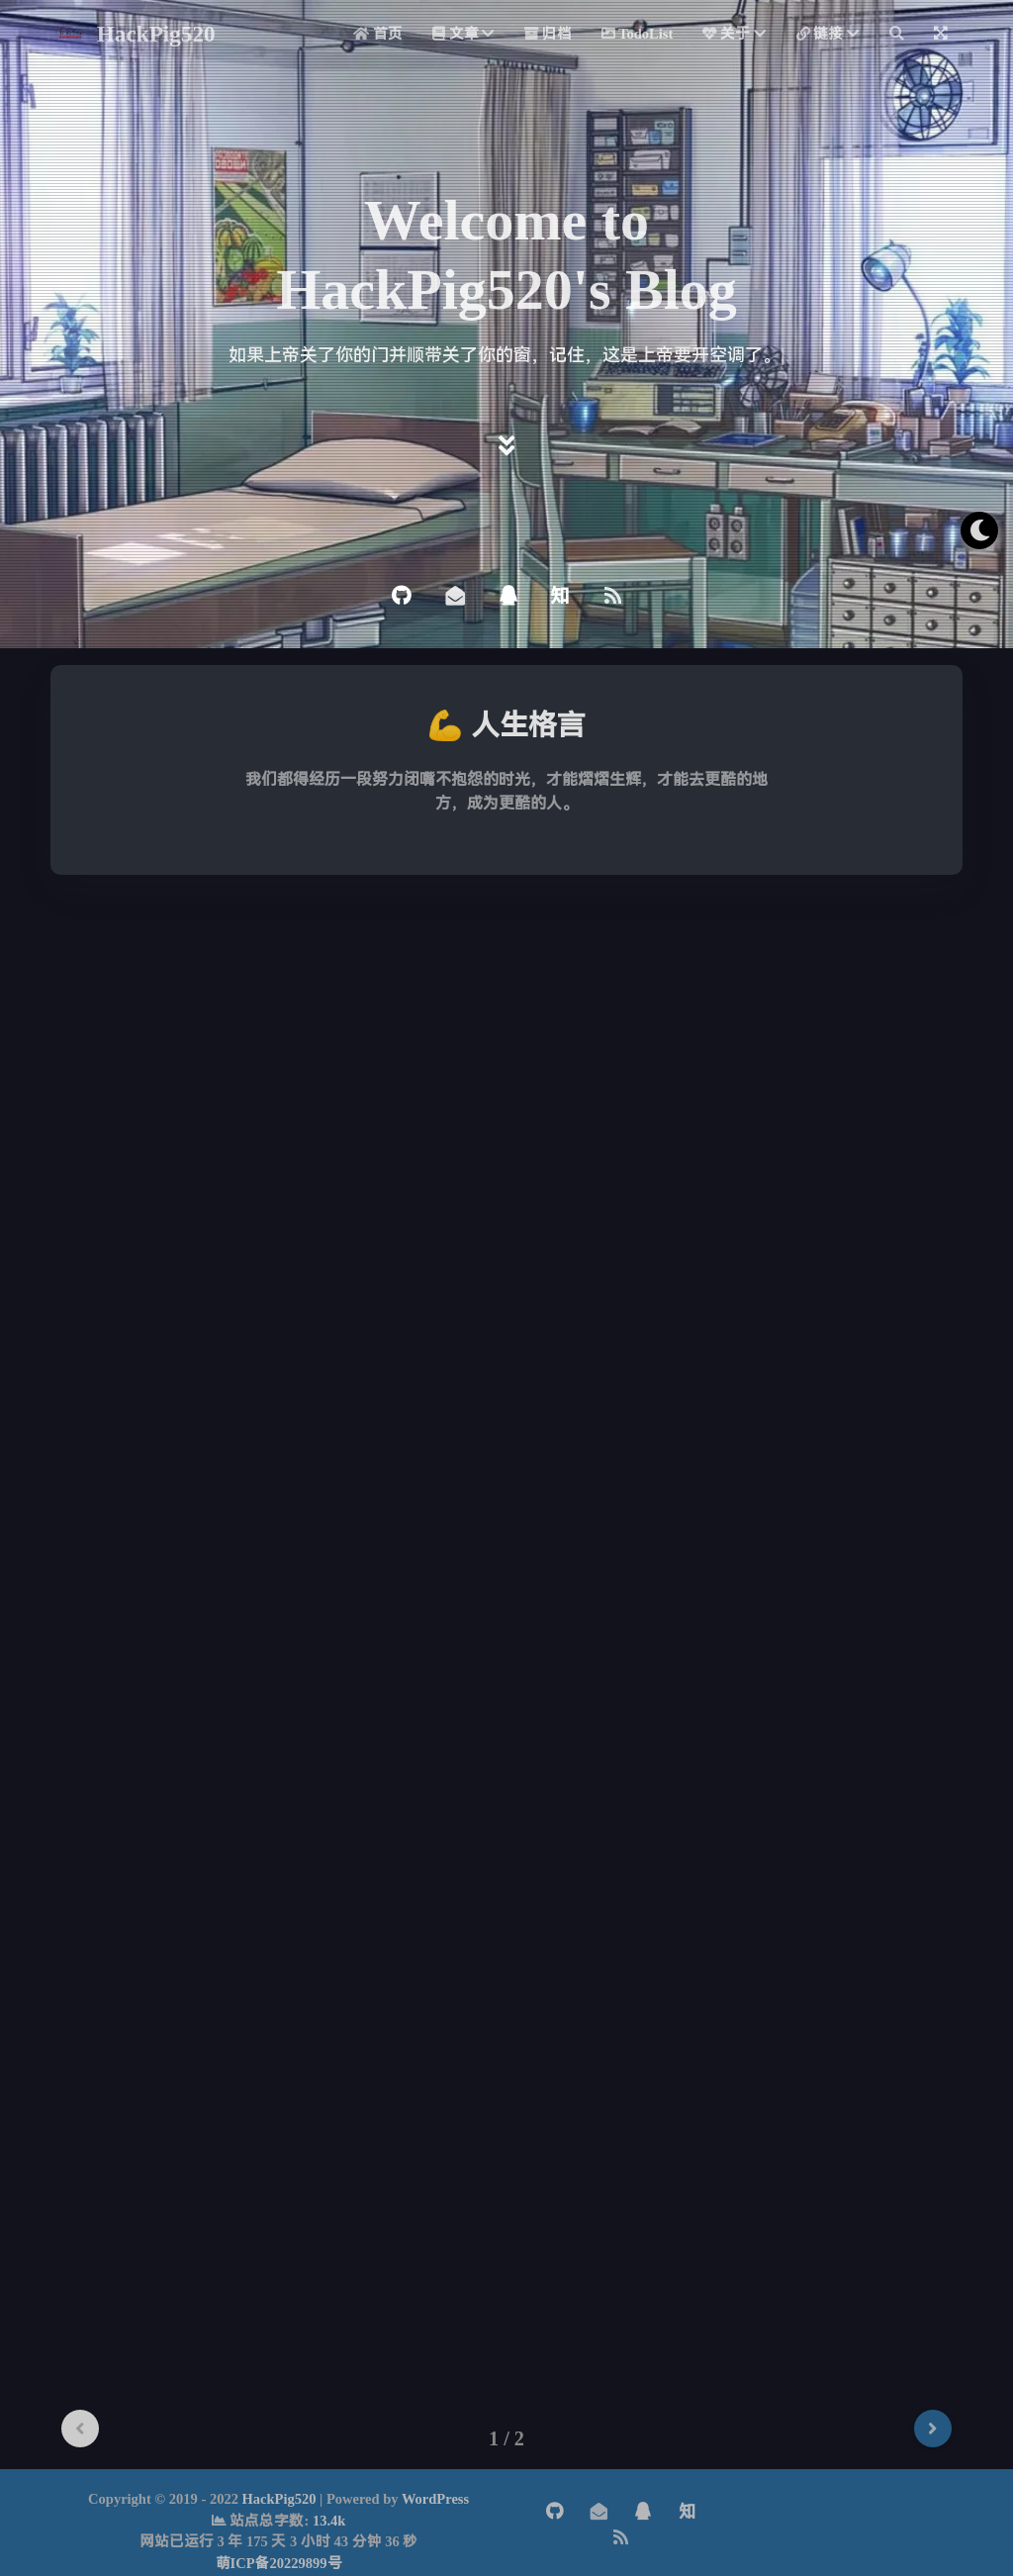 HackPig520
首页 文章 归档 TodoList 关于 链接
Welcome to
HackPig520's Blog
如果上帝关了你的门并顺带关了你的窗，记住，这是上帝要开空调了。
知
💪 人生格言
我们都得经历一段努力闭嘴不抱怨的时光，才能熠熠生辉，才能去更酷的地
方，成为更酷的人。
1 / 2
Copyright © 2019 - 2022 HackPig520 | Powered by WordPress
站点总字数: 13.4k
网站已运行 3 年 175 天 3 小时 43 分钟 36 秒
萌ICP备20229899号
知